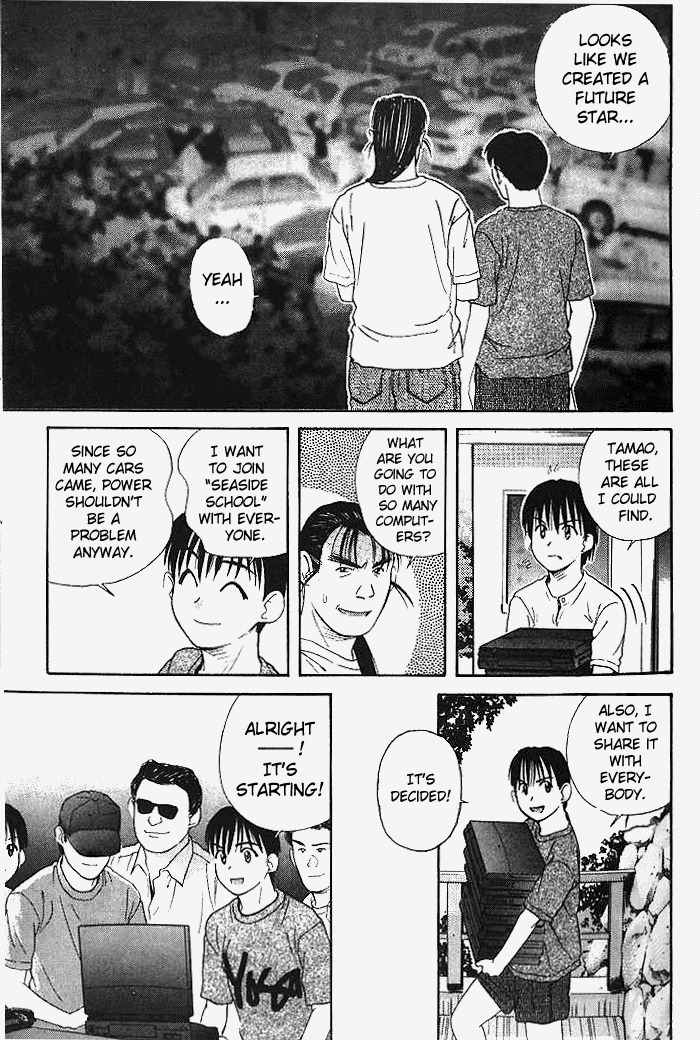 LOOKS
LIKE WE
CREATED A
FUTURE
STAR...
YEAH
...
TAMAO,
THESE
ARE ALL
I COULD
FIND.
WHAT
ARE YOU
GOING TO
DO WITH
SO MANY
COMPUT-
ERS?
I WANT
TO JOIN
"SEASIDE
SCHOOL"
WITH EVER-
YONE.
SINCE SO
MANY CARS
CAME, POWER
SHOULDN'T
BE A
PROBLEM
ANYWAY.
ALSO, I
WANT TO
SHARE IT
WITH
EVERY-
BODY.
IT'S
DECIDED!
ALRIGHT
—!
IT'S
STARTING!